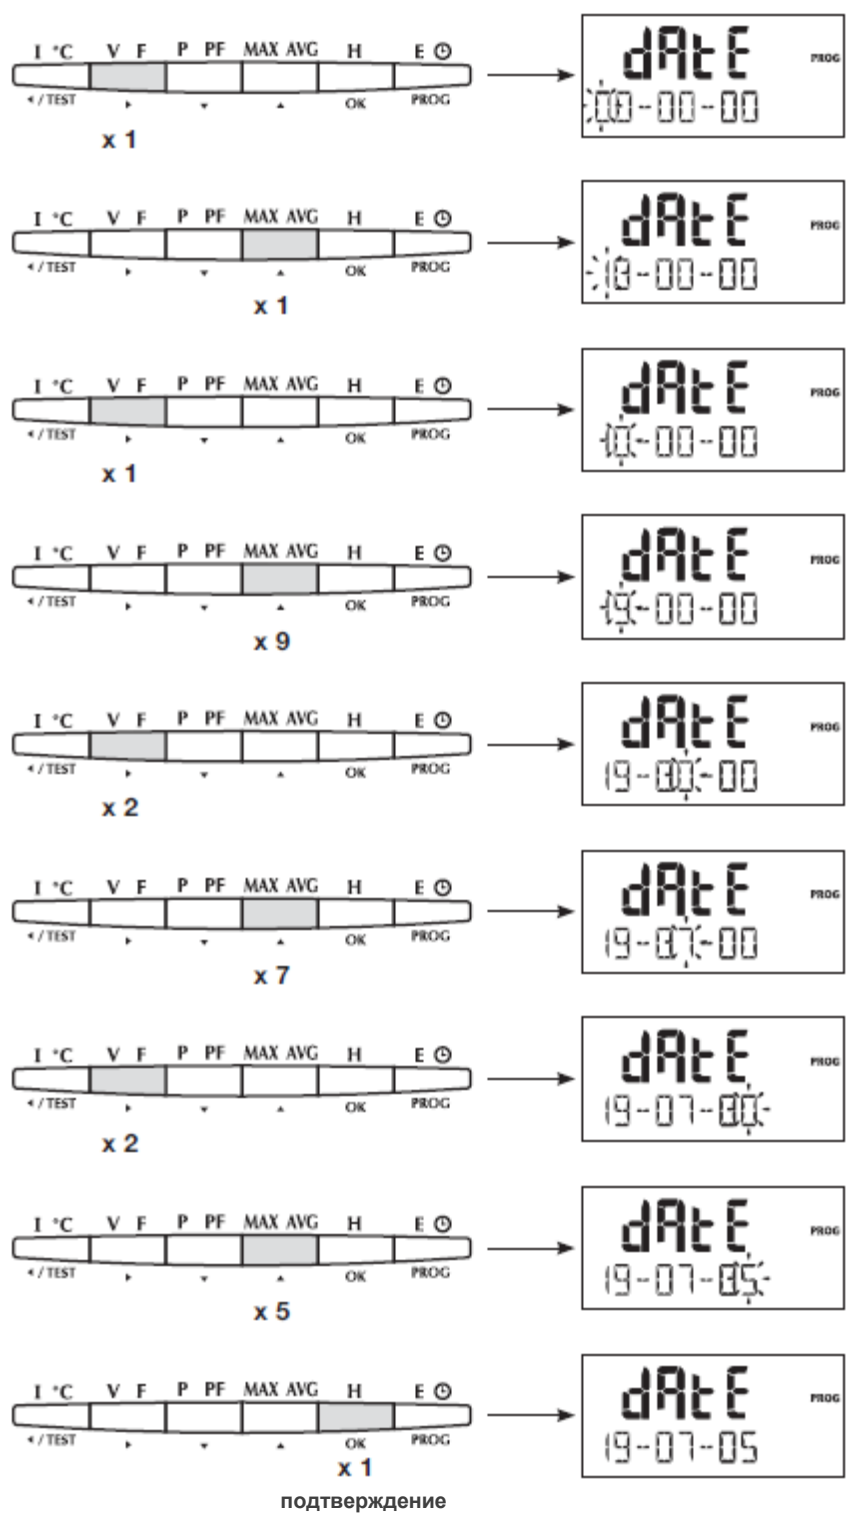 I °C V F P PF MAX AVG H E dAtE PROG
◂ / TEST ▸ ▾ ▴ OK PROG 00-00-00
x 1
I °C V F P PF MAX AVG H E dAtE PROG
◂ / TEST ▸ ▾ ▴ OK PROG 10-00-00
x 1
I °C V F P PF MAX AVG H E dAtE PROG
◂ / TEST ▸ ▾ ▴ OK PROG 10-00-00
x 1
I °C V F P PF MAX AVG H E dAtE PROG
◂ / TEST ▸ ▾ ▴ OK PROG 19-00-00
x 9
I °C V F P PF MAX AVG H E dAtE PROG
◂ / TEST ▸ ▾ ▴ OK PROG 19-00-00
x 2
I °C V F P PF MAX AVG H E dAtE PROG
◂ / TEST ▸ ▾ ▴ OK PROG 19-07-00
x 7
I °C V F P PF MAX AVG H E dAtE PROG
◂ / TEST ▸ ▾ ▴ OK PROG 19-07-00
x 2
I °C V F P PF MAX AVG H E dAtE PROG
◂ / TEST ▸ ▾ ▴ OK PROG 19-07-05
x 5
I °C V F P PF MAX AVG H E dAtE PROG
◂ / TEST ▸ ▾ ▴ OK PROG 19-07-05
x 1
подтверждение